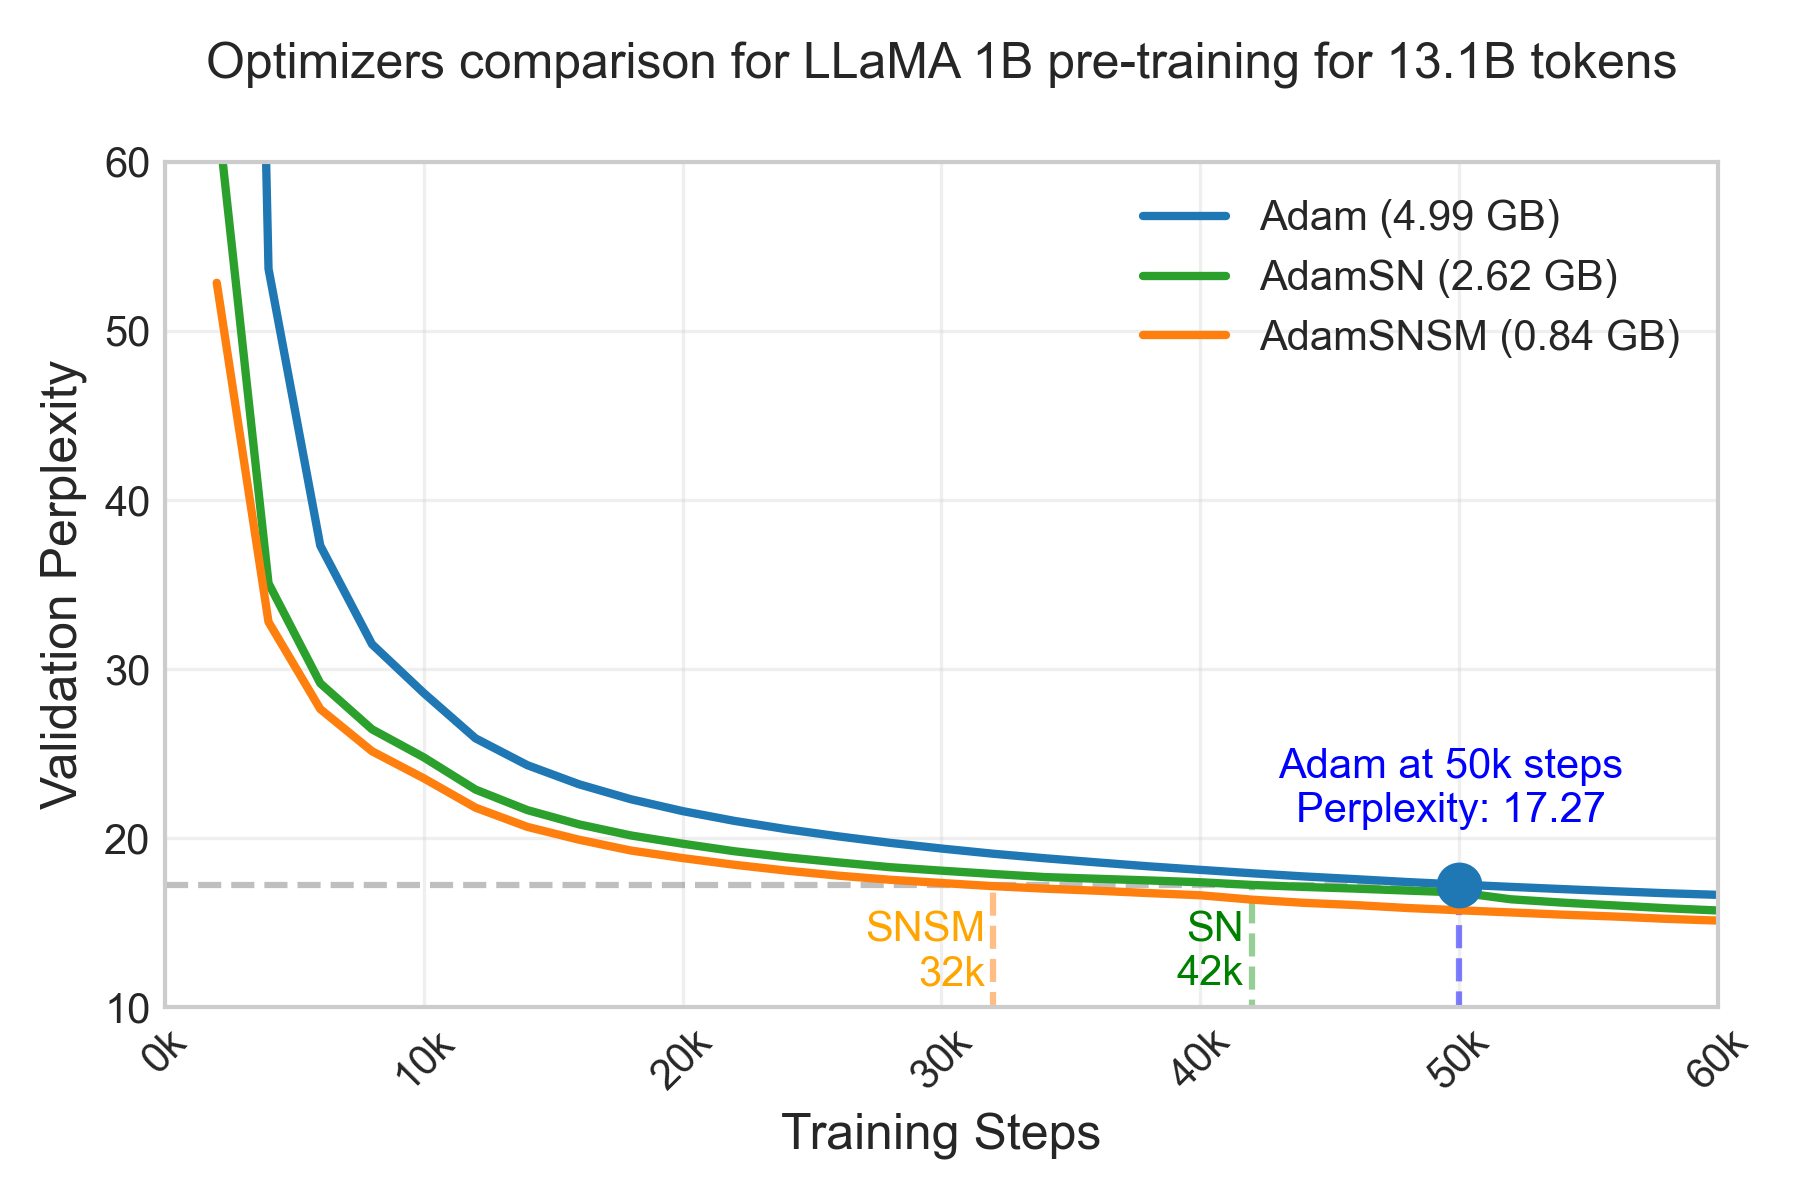 Optimizers comparison for LLaMA 1B pre-training for 13.1B tokens
60
50
40
30
20
10
Validation Perplexity
Adam (4.99 GB)
AdamSN (2.62 GB)
AdamSNSM (0.84 GB)
Adam at 50k steps
Perplexity: 17.27
SNSM
32k
SN
42k
0k
10k
20k
30k
40k
50k
60k
Training Steps